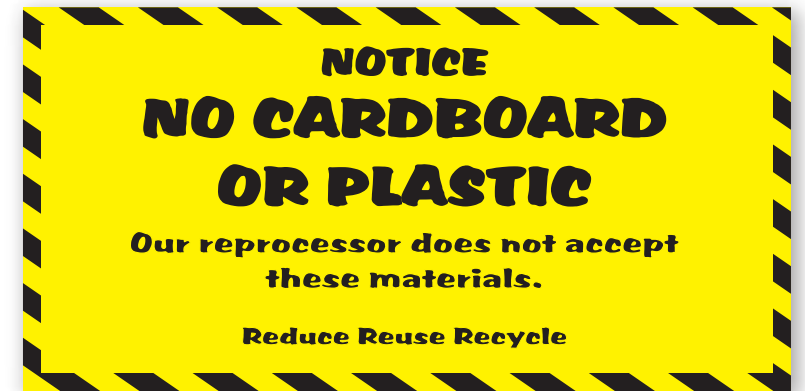 NOTICE
NO CARDBOARD
OR PLASTIC
Our reprocessor does not accept
these materials.
Reduce Reuse Recycle